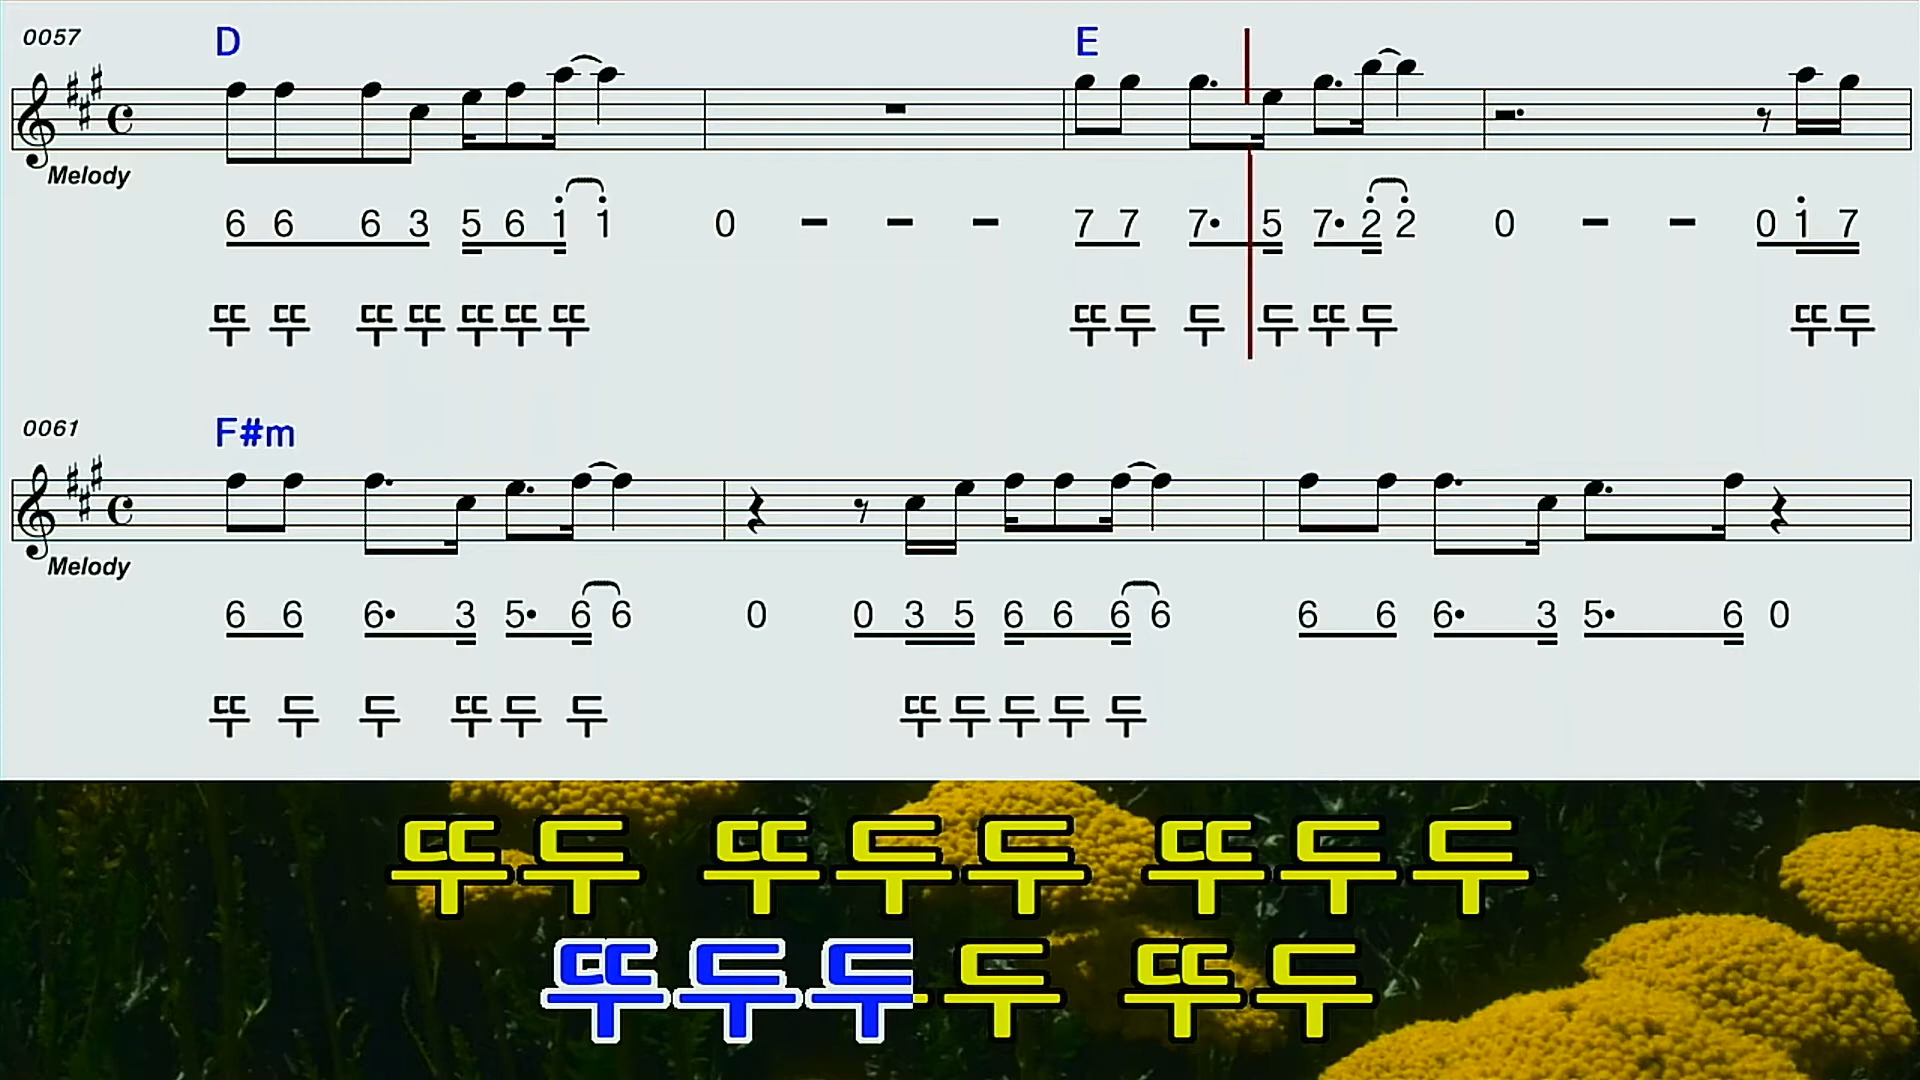 0057 D E
Melody
6 6 6 3 5 6 1 1 0 - - - 7 7 7• 5 7• 2 2 0 - - 0 1 7
뚜 뚜 뚜 뚜 뚜 뚜 뚜 뚜 두 두 두 뚜 두 뚜 두
0061 F#m
Melody
6 6 6• 3 5• 6 6 0 0 3 5 6 6 6 6 6 6 6• 3 5• 6 0
뚜 두 두 뚜 두 두 뚜 두 두 두 두
뚜두 뚜두두 뚜두두
뚜두두두 뚜두